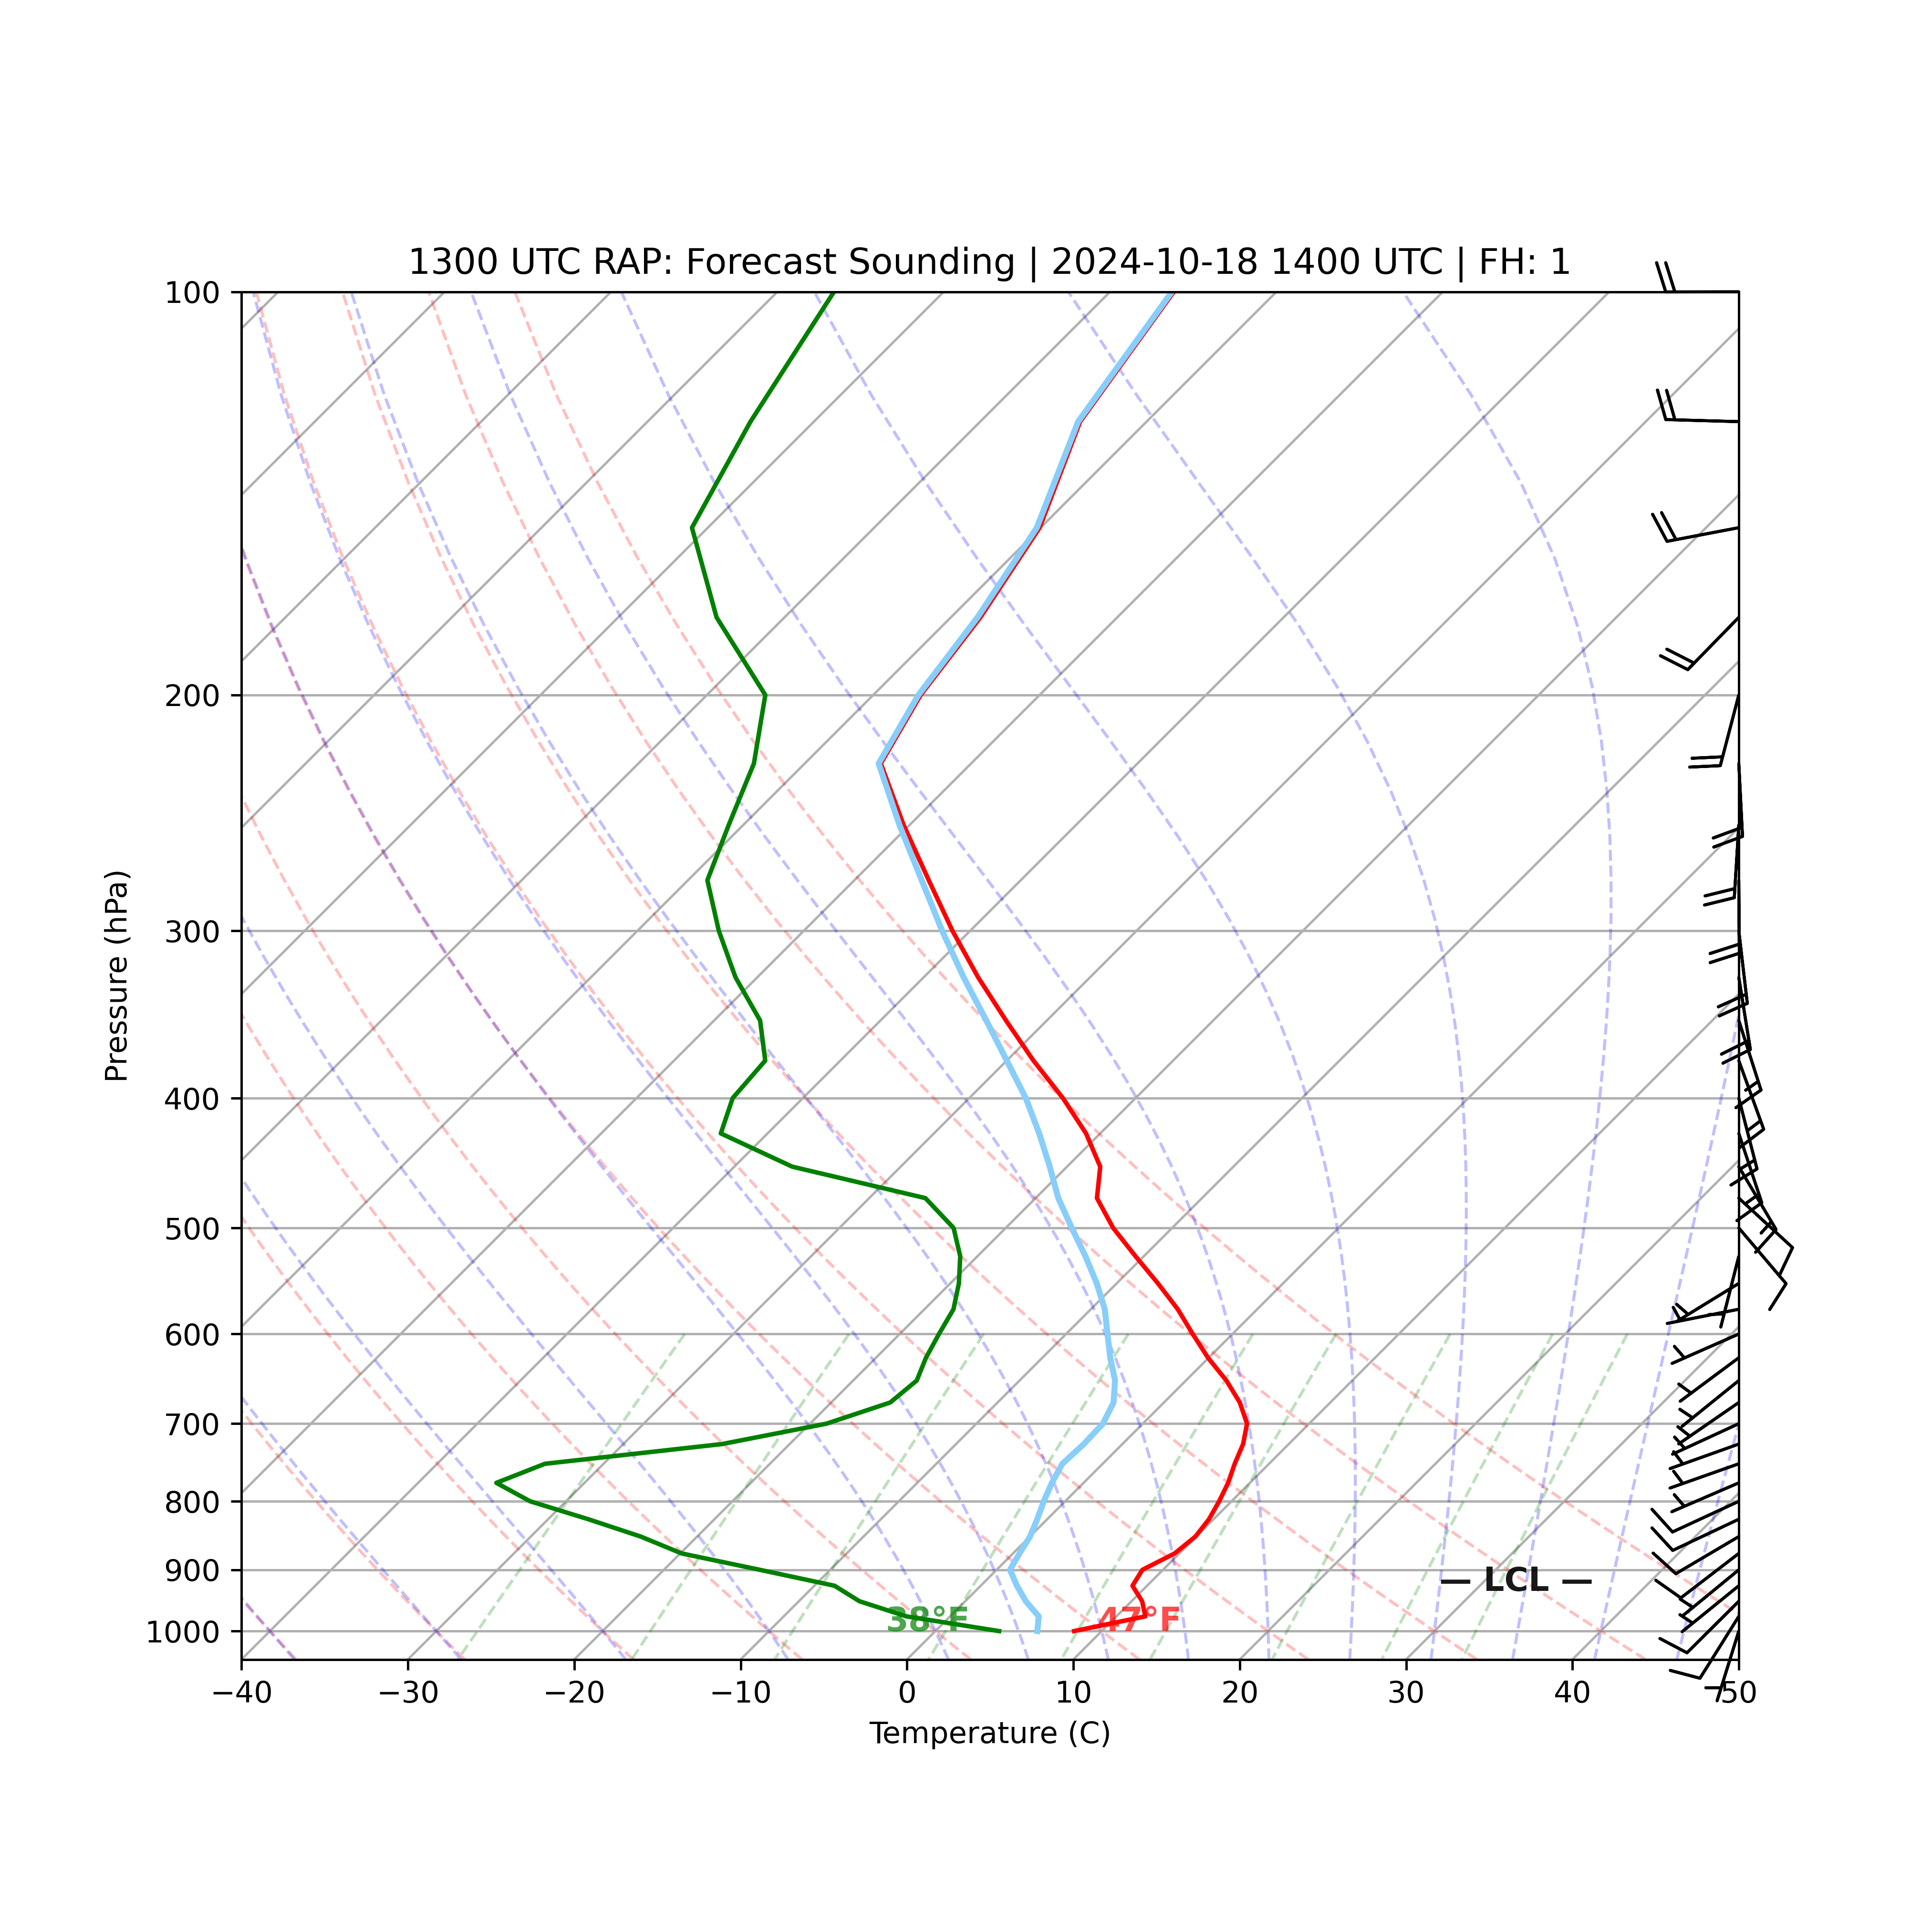 1300 UTC RAP: Forecast Sounding | 2024-10-18 1400 UTC | FH: 1
100
200
300
400
500
600
700
800
900
1000
Pressure (hPa)
— LCL —
38°F
47°F
−40 −30 −20 −10 0 10 20 30 40 50
Temperature (C)